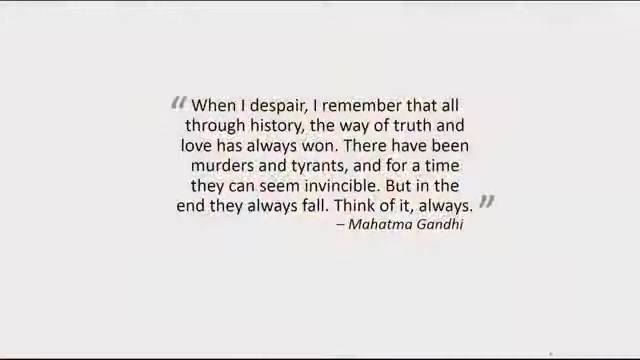 “ When I despair, I remember that all
through history, the way of truth and
love has always won. There have been
murders and tyrants, and for a time
they can seem invincible. But in the
end they always fall. Think of it, always. ”
– Mahatma Gandhi